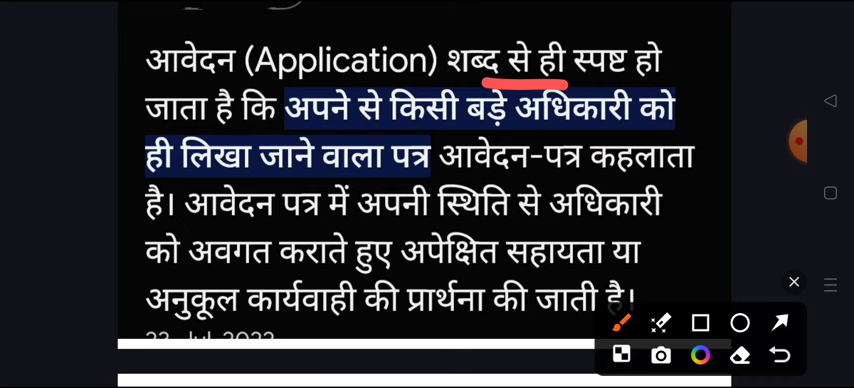 आवेदन (Application) शब्द से ही स्पष्ट हो
जाता है कि अपने से किसी बड़े अधिकारी को
ही लिखा जाने वाला पत्र आवेदन-पत्र कहलाता
है। आवेदन पत्र में अपनी स्थिति से अधिकारी
को अवगत कराते हुए अपेक्षित सहायता या
अनुकूल कार्यवाही की प्रार्थना की जाती है।